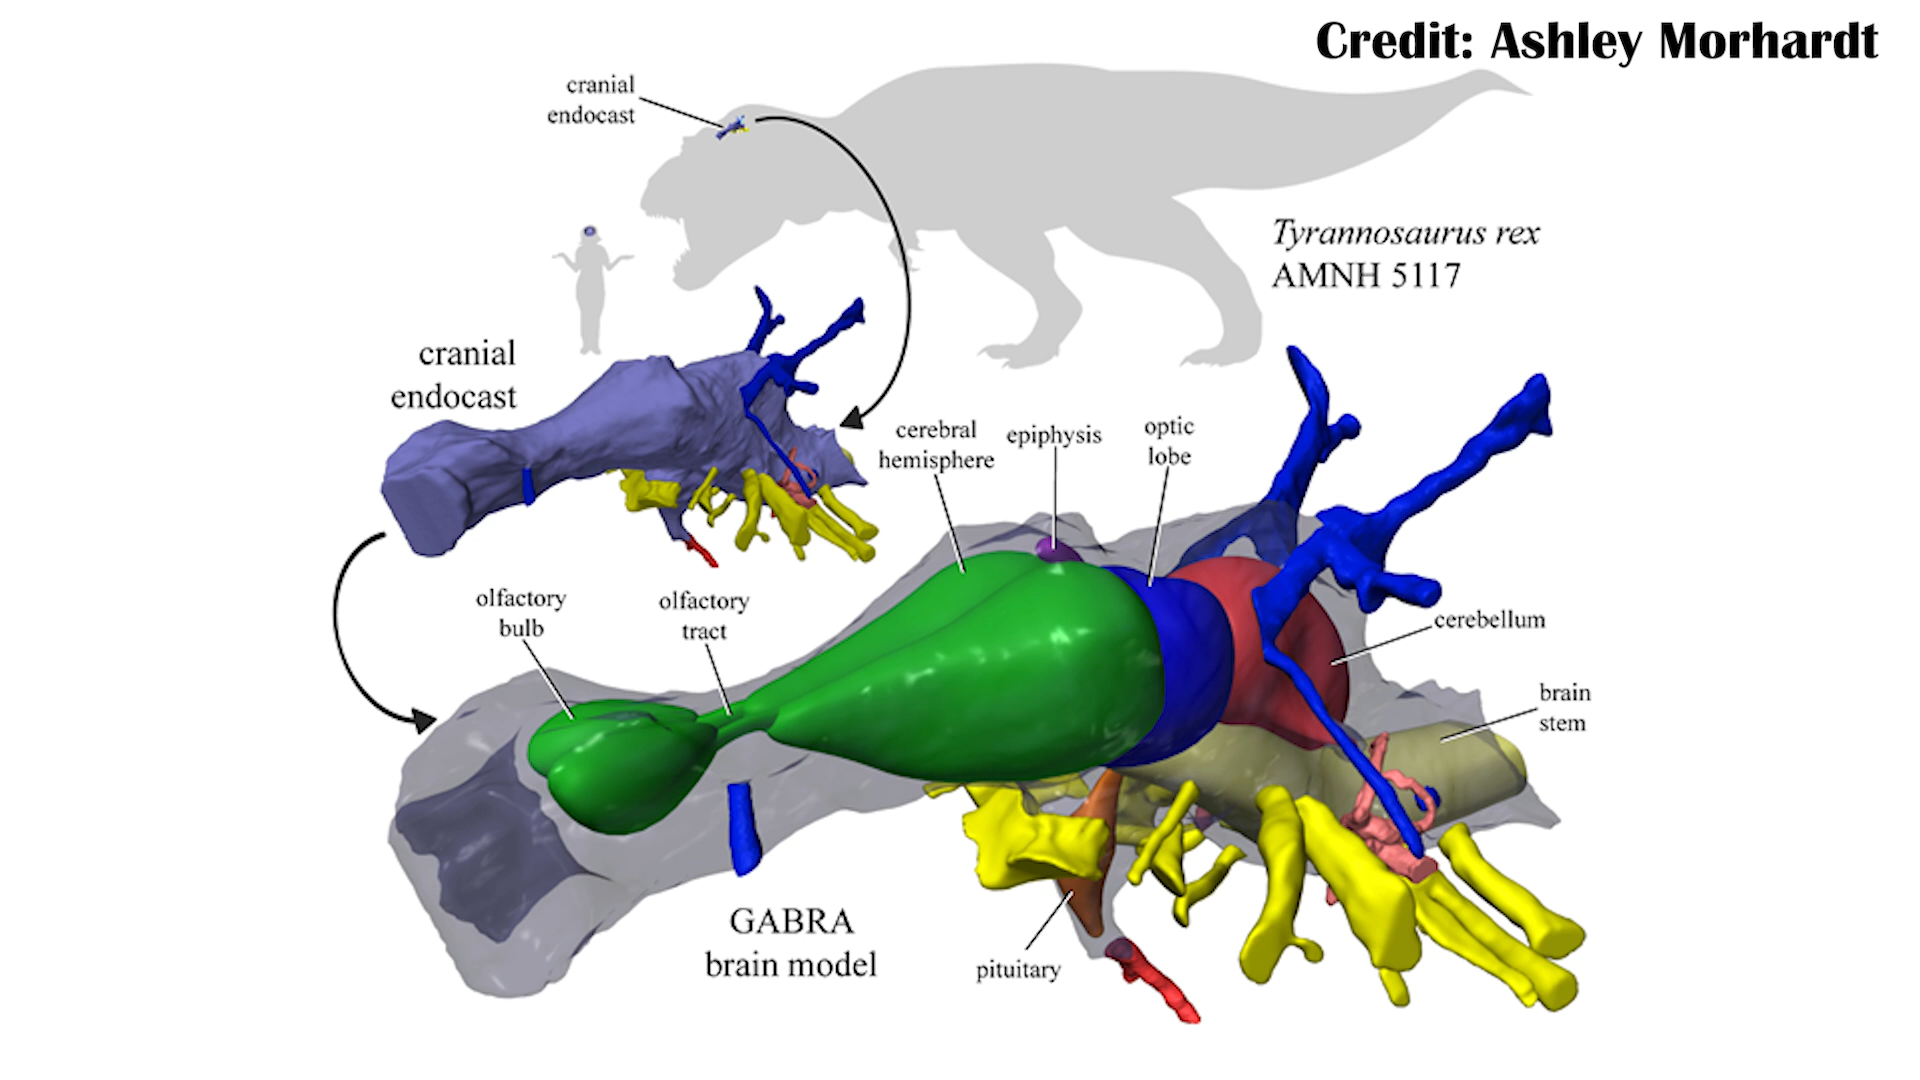 Credit: Ashley Morhardt
cranial
endocast
Tyrannosaurus rex
AMNH 5117
cranial
endocast
cerebral
hemisphere
epiphysis
optic
lobe
olfactory
bulb
olfactory
tract
cerebellum
brain
stem
GABRA
brain model
pituitary